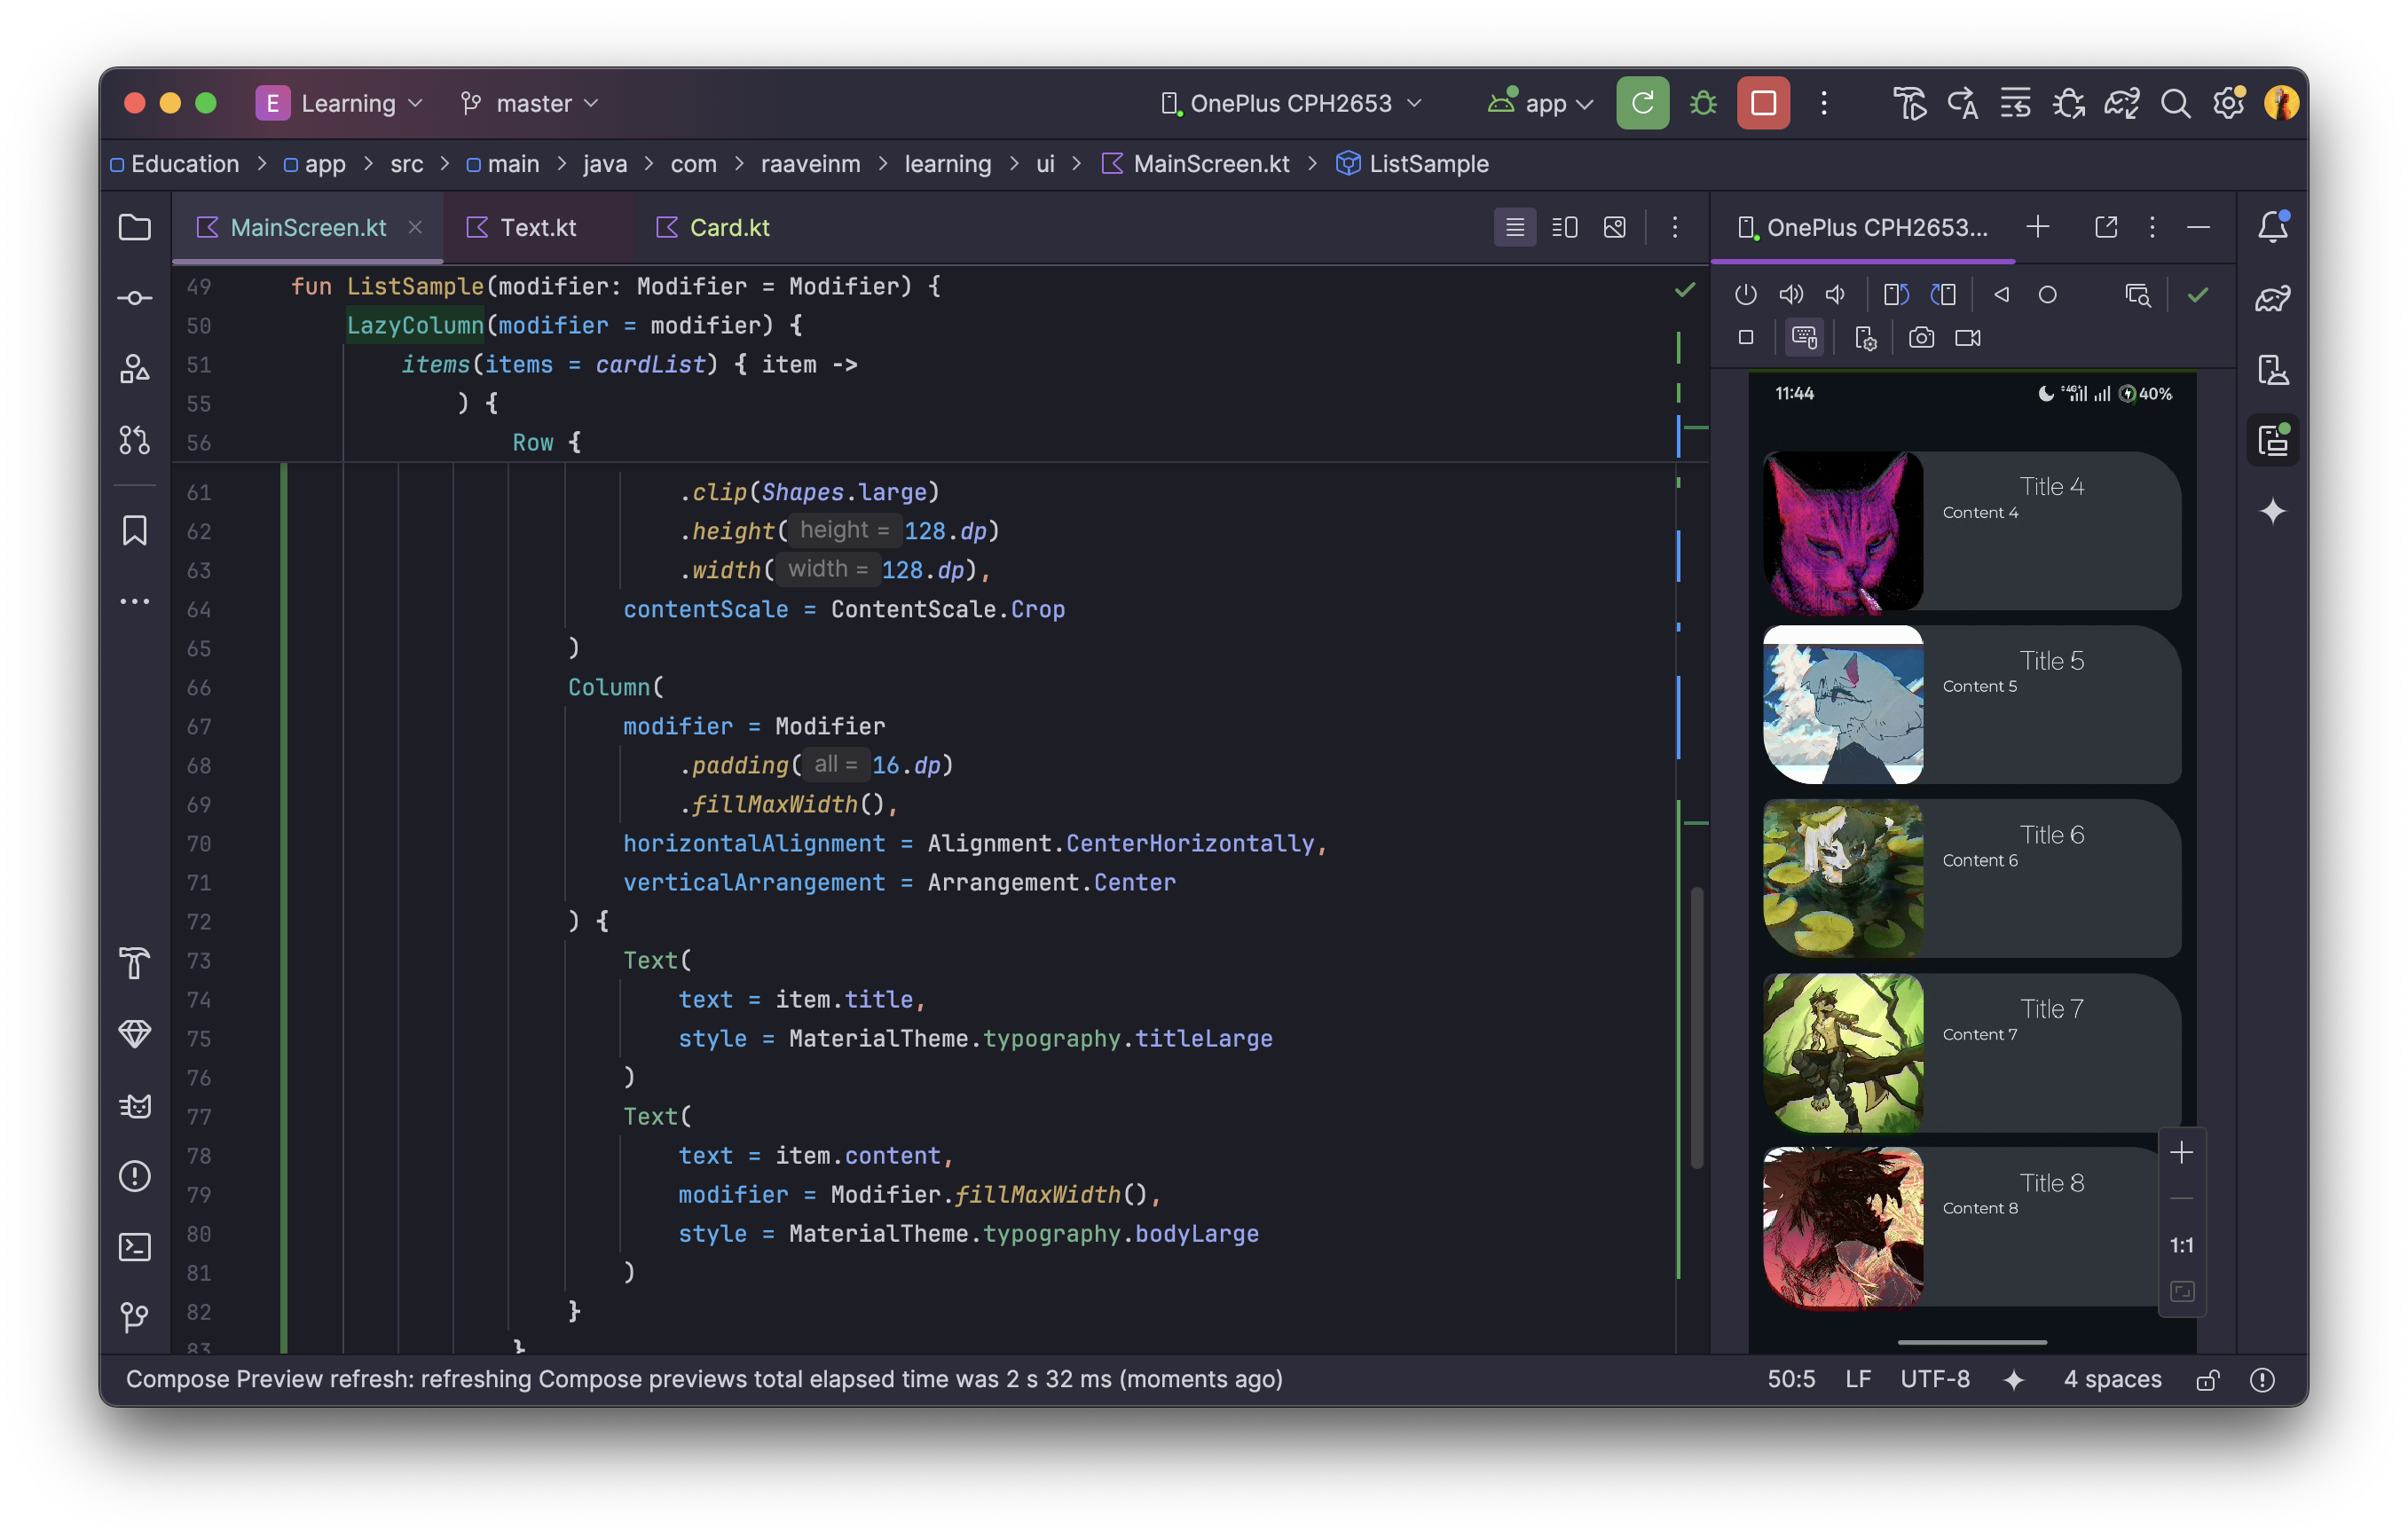 E Learning master OnePlus CPH2653 app
Education > app > src > main > java > com > raaveinm > learning > ui > MainScreen.kt > ListSample
MainScreen.kt Text.kt Card.kt
49 fun ListSample(modifier: Modifier = Modifier) {
50 LazyColumn(modifier = modifier) {
51 items(items = cardList) { item ->
55 ) {
56 Row {
61 .clip(Shapes.large)
62 .height( height = 128.dp)
63 .width( width = 128.dp),
64 contentScale = ContentScale.Crop
65 )
66 Column(
67 modifier = Modifier
68 .padding( all = 16.dp)
69 .fillMaxWidth(),
70 horizontalAlignment = Alignment.CenterHorizontally,
71 verticalArrangement = Arrangement.Center
72 ) {
73 Text(
74 text = item.title,
75 style = MaterialTheme.typography.titleLarge
76 )
77 Text(
78 text = item.content,
79 modifier = Modifier.fillMaxWidth(),
80 style = MaterialTheme.typography.bodyLarge
81 )
82 }
83 }
OnePlus CPH2653...
11:44 4G+ 40%
Title 4
Content 4
Title 5
Content 5
Title 6
Content 6
Title 7
Content 7
Title 8
Content 8
1:1
Compose Preview refresh: refreshing Compose previews total elapsed time was 2 s 32 ms (moments ago)
50:5 LF UTF-8 4 spaces